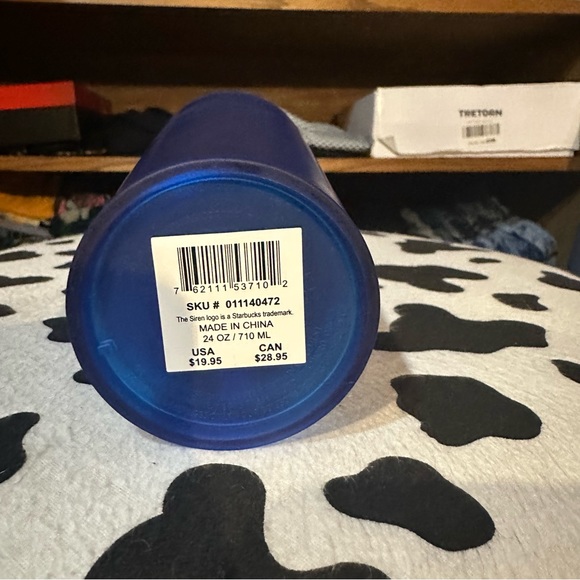 TRETORN
7 62111 53710 2
SKU # 011140472
The Siren logo is a Starbucks trademark.
MADE IN CHINA
24 OZ / 710 ML
USA CAN
$19.95 $28.95